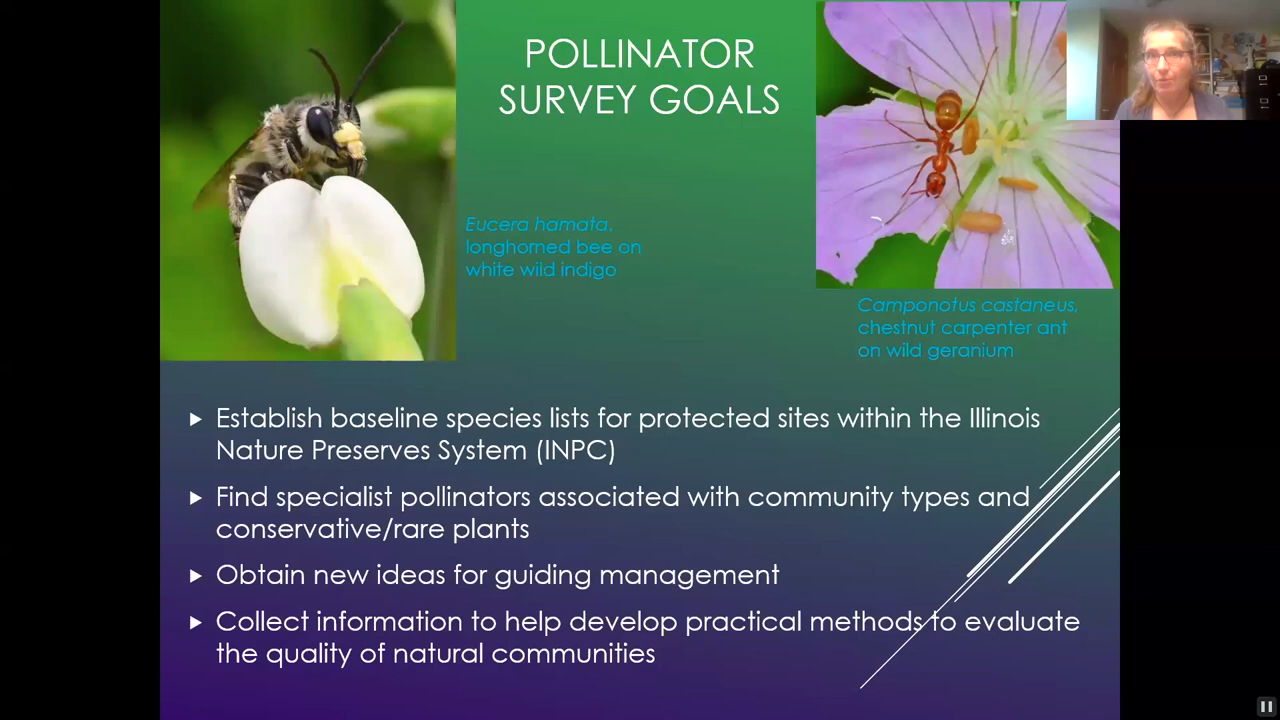 POLLINATOR
SURVEY GOALS
Eucera hamata,
longhorned bee on
white wild indigo
Camponotus castaneus,
chestnut carpenter ant
on wild geranium
Establish baseline species lists for protected sites within the Illinois
Nature Preserves System (INPC)
Find specialist pollinators associated with community types and
conservative/rare plants
Obtain new ideas for guiding management
Collect information to help develop practical methods to evaluate
the quality of natural communities